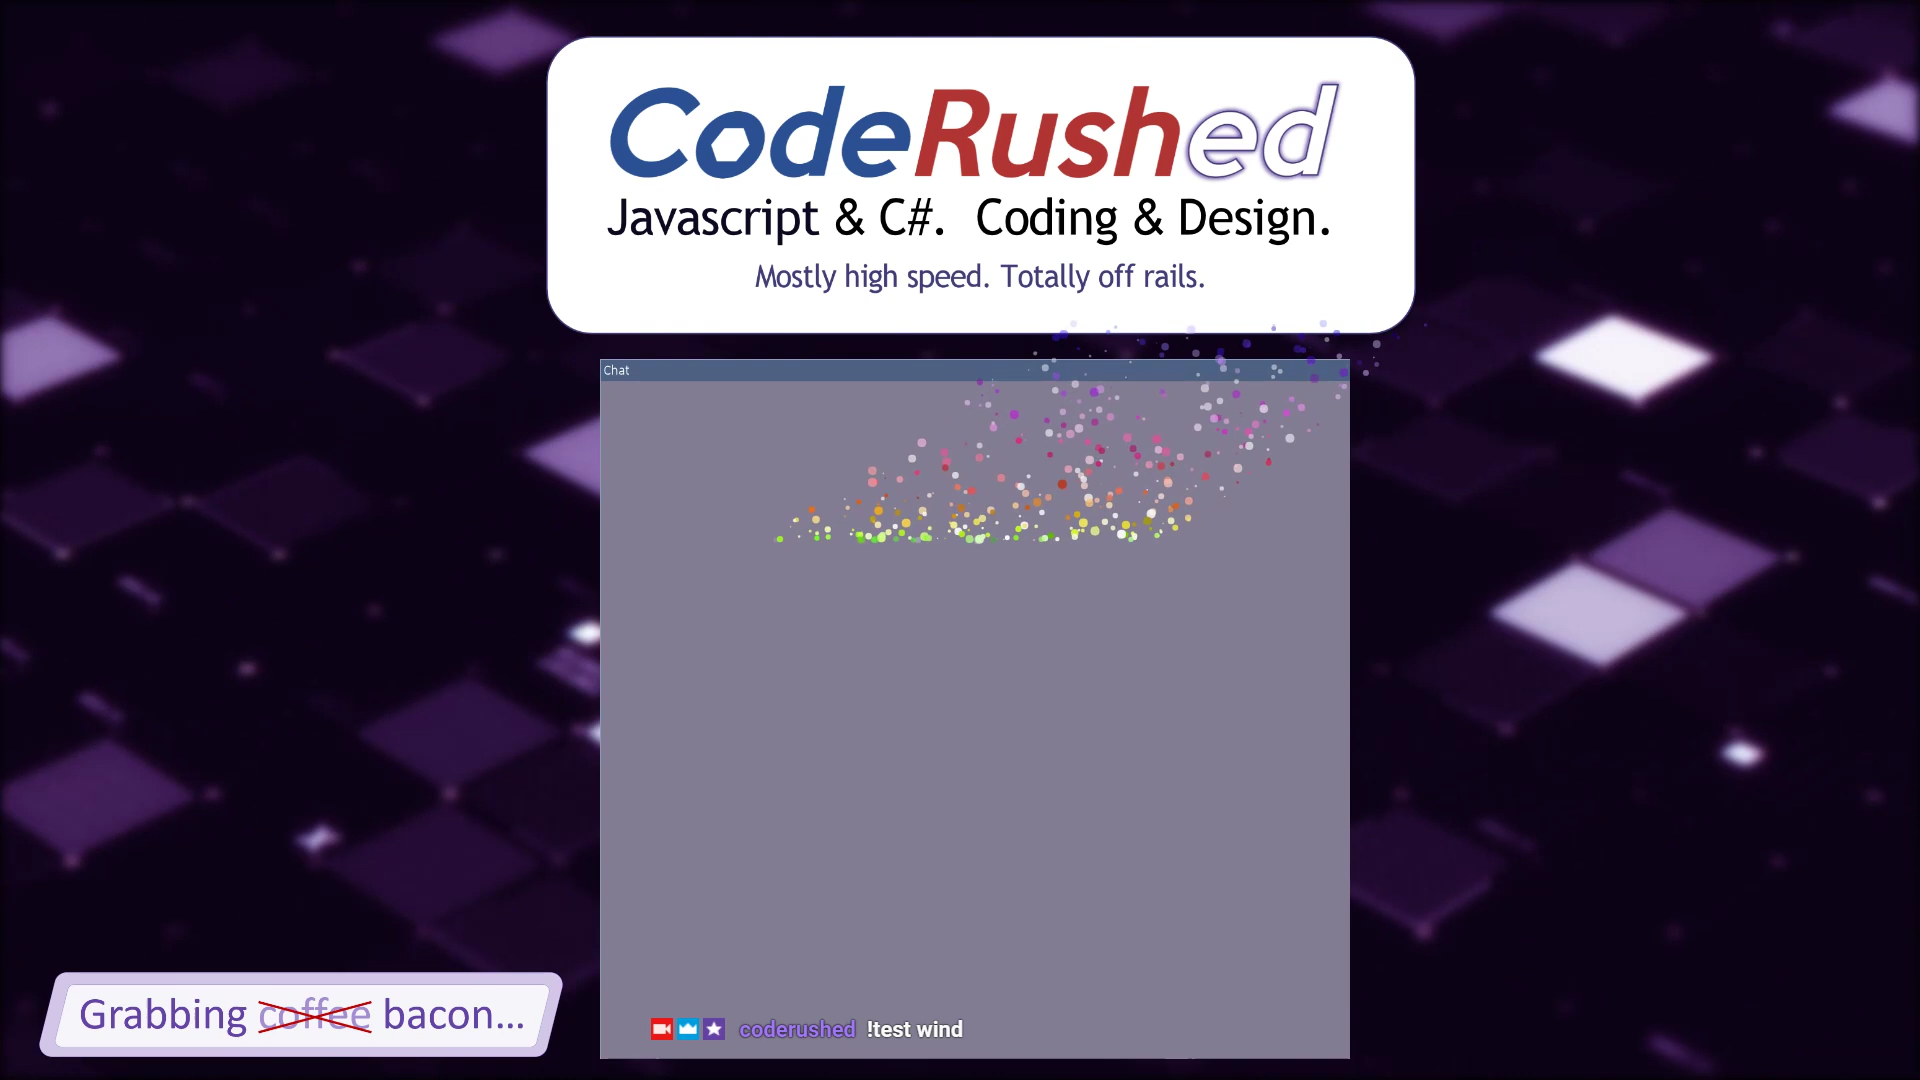 CodeRushed
Javascript & C#. Coding & Design.
Mostly high speed. Totally off rails.
Chat
Grabbing coffee bacon...
coderushed !test wind